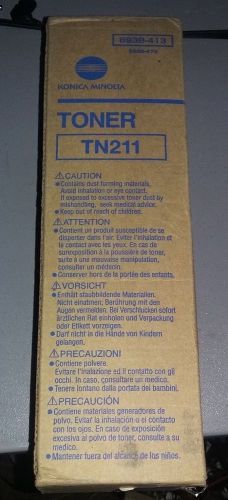 8938-413
KONICA MINOLTA
TONER
TN211
⚠CAUTION
●Contains dust forming materials.
Avoid inhalation or eye contact.
If exposed to excessive toner dust by
mishandling, seek medical advice.
●Keep out of reach of children.
⚠ATTENTION
●Contient un produit susceptible de se
disperser dans l'air. Eviter l'inhalation et
le contact avec les yeux. En cas de
surexposition à la poussière de toner,
suite à une mauvaise manipulation,
consulter un médecin.
●Conserver hors de la portée des enfants.
⚠VORSICHT
●Enthält staubbildende Materialien.
Nicht einatmen; Berührung mit den
Augen vermeiden. Bei Verschlucken sofort
ärztlichen Rat einholen und Verpackung
oder Etikett vorzeigen.
●Darf nicht in die Hände von Kindern
gelangen.
⚠PRECAUZIONI
●Contiene polvere.
Evitare l'inalazione ed il contatto con gli
occhi. In caso, consultare un medico.
●Tenere lontano dalla portata dei bambini.
⚠PRECAUCIÓN
●Contiene materiales generadores de
polvo. Evitar la inhalación o si contacto
con los ojos. En caso de exposición
excesiva al polvo de toner, consulte a su
medico.
●Mantener fuera del alcance de los niños.